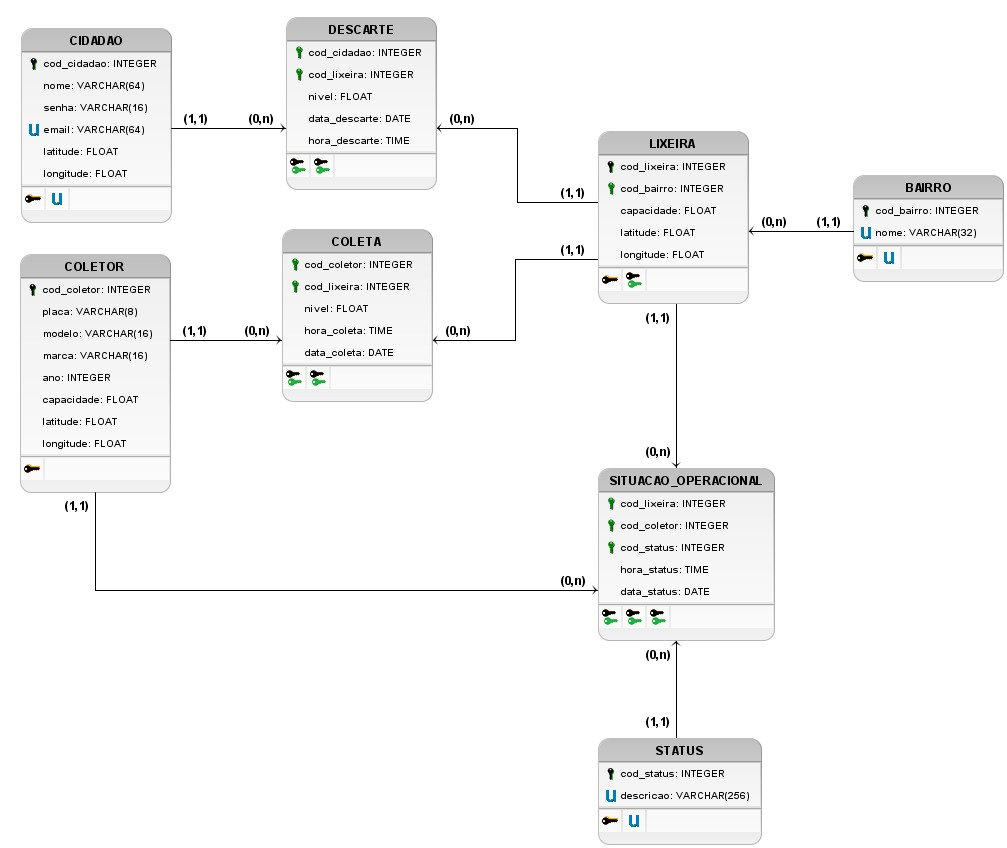 CIDADAO
cod_cidadao: INTEGER
nome: VARCHAR(64)
senha: VARCHAR(16)
U email: VARCHAR(64)
latitude: FLOAT
longitude: FLOAT
U
(1,1)
(0,n)
DESCARTE
cod_cidadao: INTEGER
cod_lixeira: INTEGER
nivel: FLOAT
data_descarte: DATE
hora_descarte: TIME
(0,n)
(1,1)
LIXEIRA
cod_lixeira: INTEGER
cod_bairro: INTEGER
capacidade: FLOAT
latitude: FLOAT
longitude: FLOAT
(0,n)
(1,1)
BAIRRO
cod_bairro: INTEGER
U nome: VARCHAR(32)
U
COLETOR
cod_coletor: INTEGER
placa: VARCHAR(8)
modelo: VARCHAR(16)
marca: VARCHAR(16)
ano: INTEGER
capacidade: FLOAT
latitude: FLOAT
longitude: FLOAT
(1,1)
(0,n)
COLETA
cod_coletor: INTEGER
cod_lixeira: INTEGER
nivel: FLOAT
hora_coleta: TIME
data_coleta: DATE
(0,n)
(1,1)
(1,1)
(0,n)
SITUACAO_OPERACIONAL
cod_lixeira: INTEGER
cod_coletor: INTEGER
cod_status: INTEGER
hora_status: TIME
data_status: DATE
(1,1)
(0,n)
(0,n)
(1,1)
STATUS
cod_status: INTEGER
U descricao: VARCHAR(256)
U